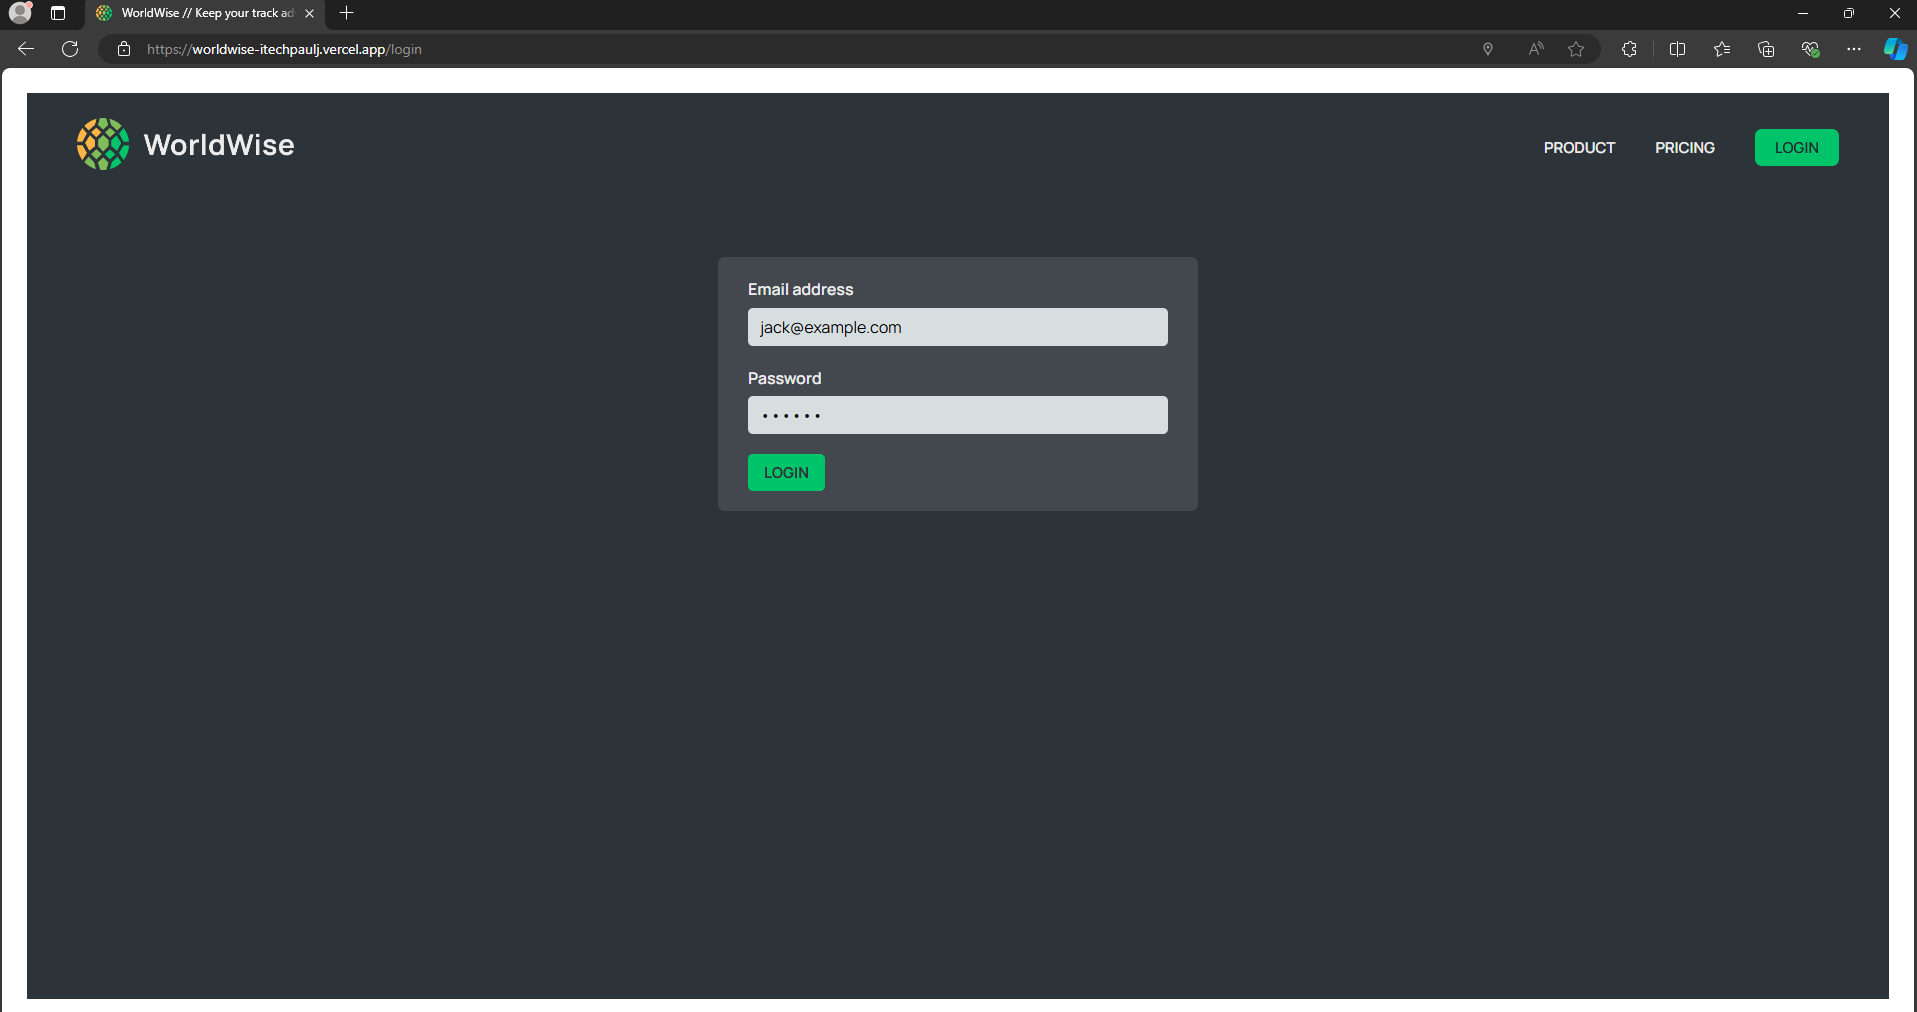 WorldWise // Keep your track ad
https://worldwise-itechpaulj.vercel.app/login
WorldWise
PRODUCT
PRICING
LOGIN
Email address
jack@example.com
Password
••••••
LOGIN